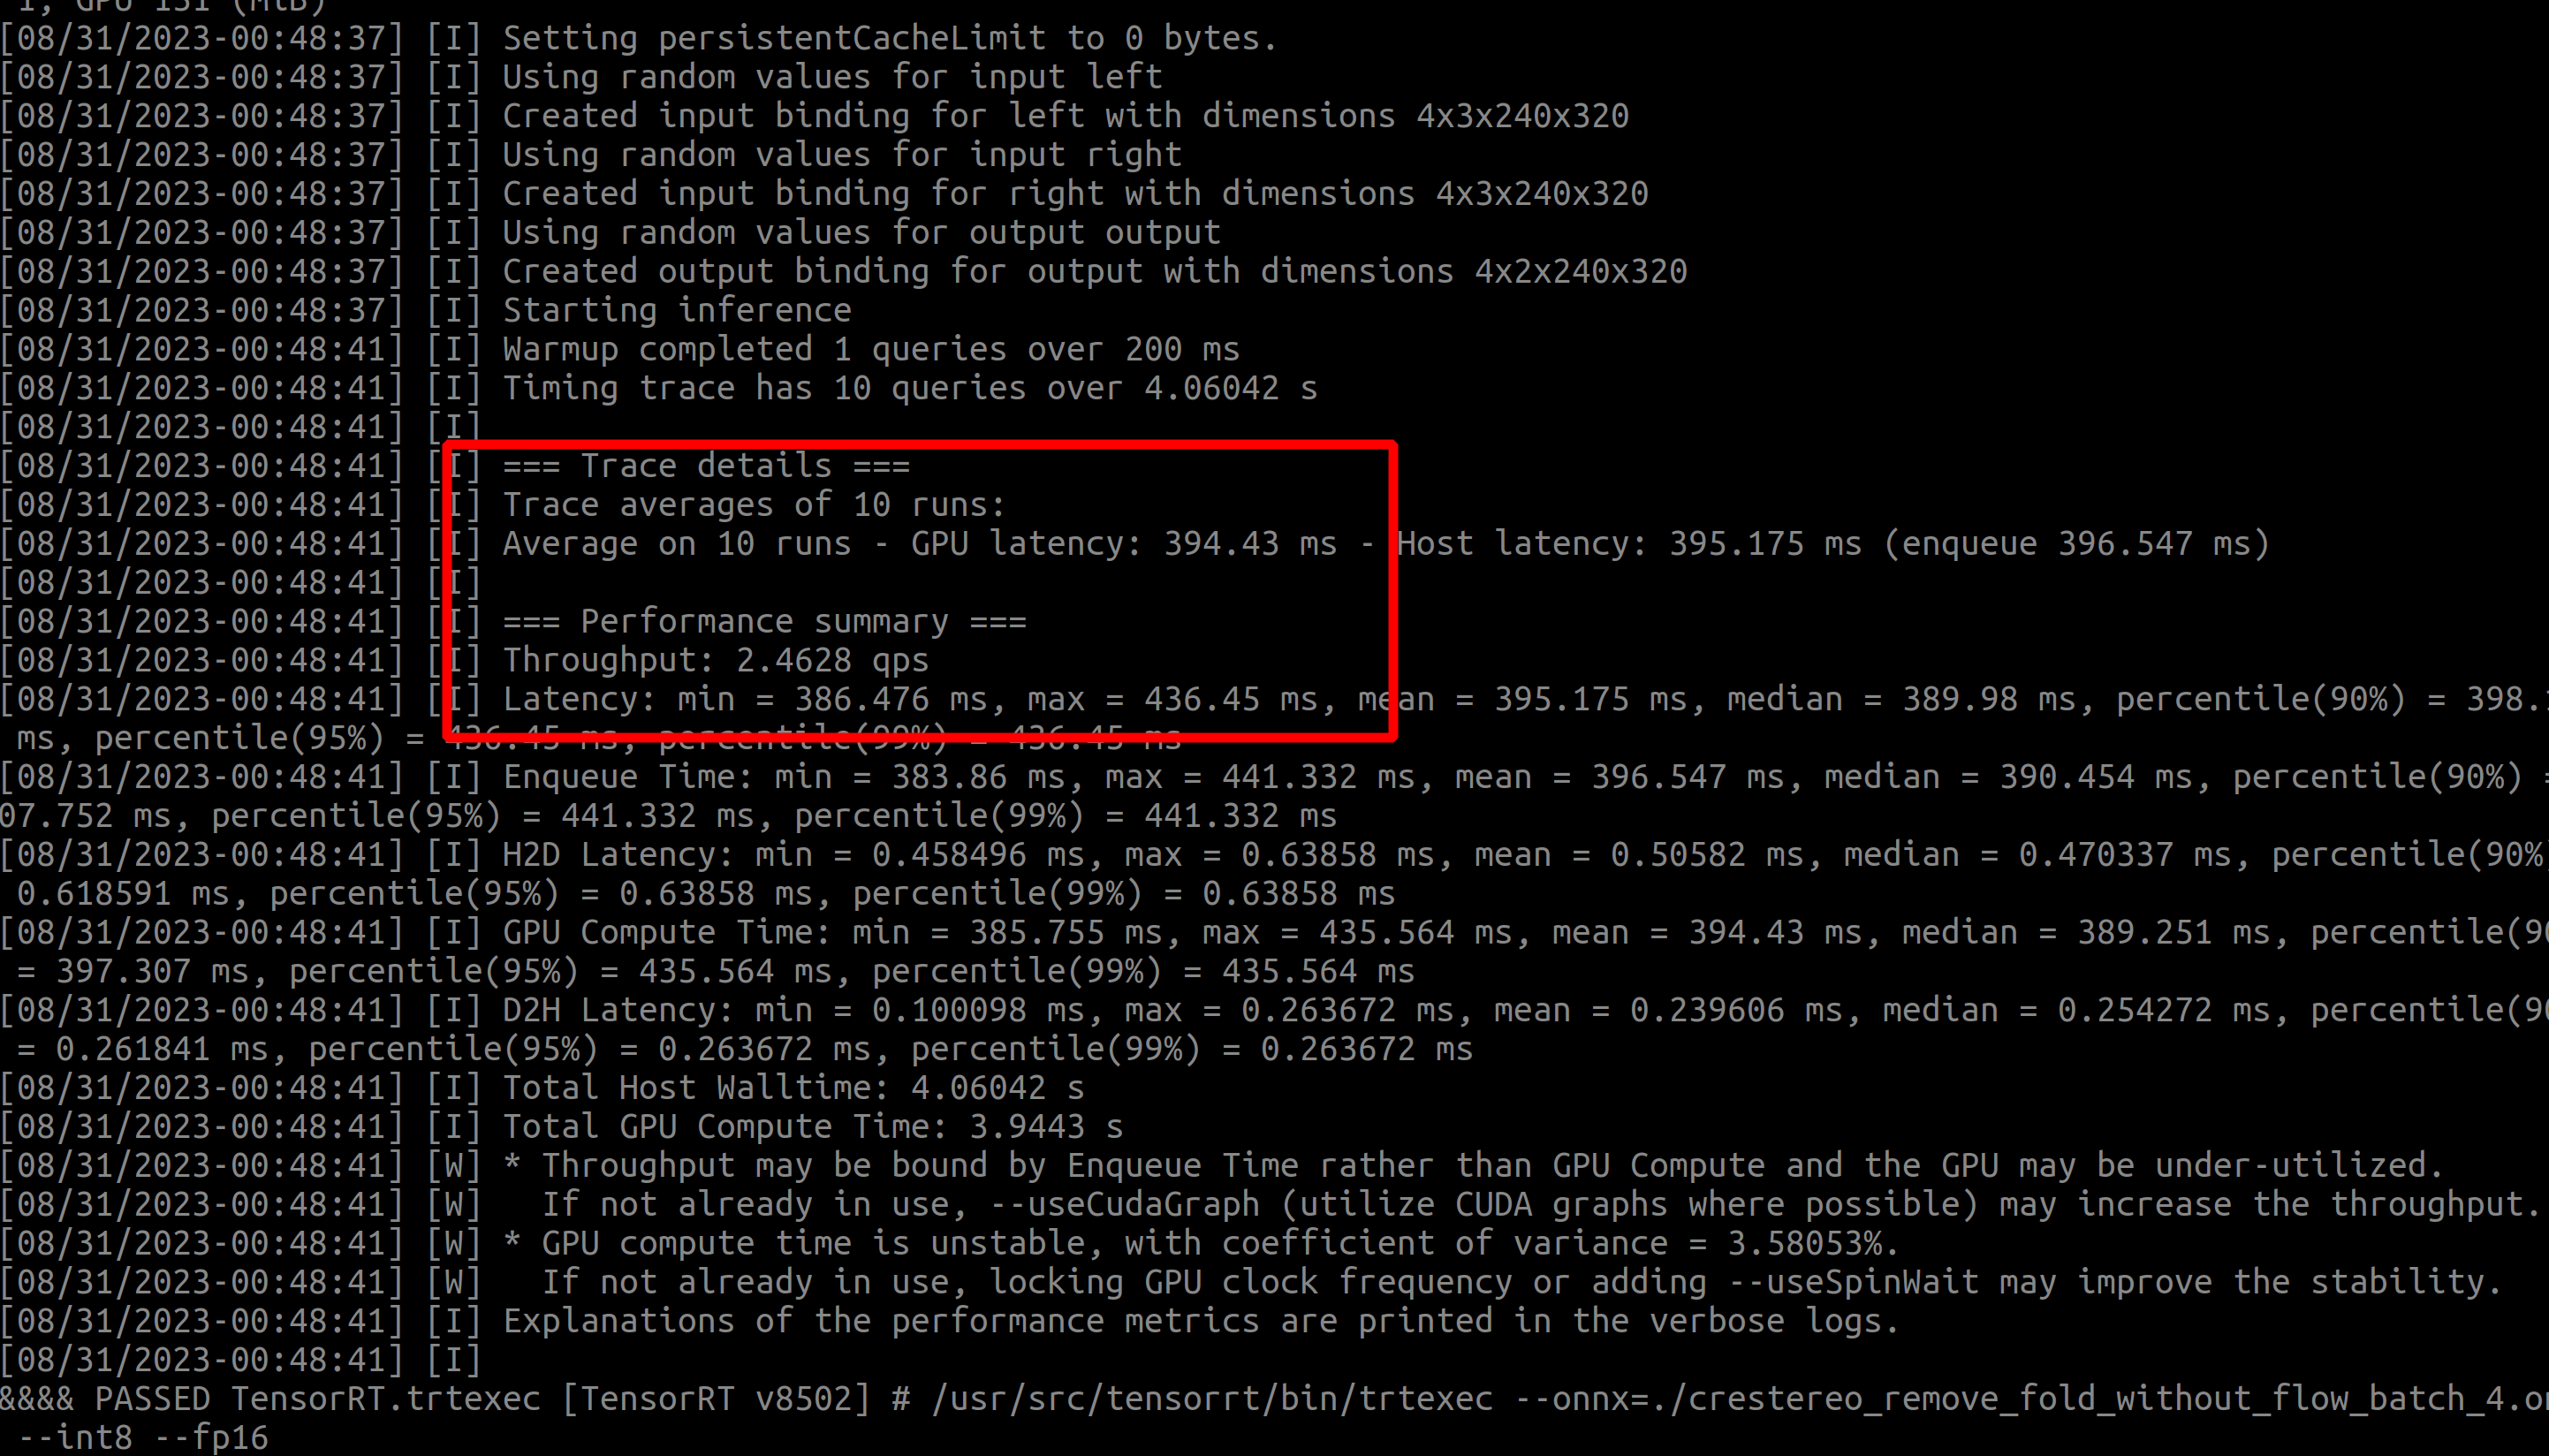 1, GPU 131 (MiB)
[08/31/2023-00:48:37] [I] Setting persistentCacheLimit to 0 bytes.
[08/31/2023-00:48:37] [I] Using random values for input left
[08/31/2023-00:48:37] [I] Created input binding for left with dimensions 4x3x240x320
[08/31/2023-00:48:37] [I] Using random values for input right
[08/31/2023-00:48:37] [I] Created input binding for right with dimensions 4x3x240x320
[08/31/2023-00:48:37] [I] Using random values for output output
[08/31/2023-00:48:37] [I] Created output binding for output with dimensions 4x2x240x320
[08/31/2023-00:48:37] [I] Starting inference
[08/31/2023-00:48:41] [I] Warmup completed 1 queries over 200 ms
[08/31/2023-00:48:41] [I] Timing trace has 10 queries over 4.06042 s
[08/31/2023-00:48:41] [I]
[08/31/2023-00:48:41] [I] === Trace details ===
[08/31/2023-00:48:41] [I] Trace averages of 10 runs:
[08/31/2023-00:48:41] [I] Average on 10 runs - GPU latency: 394.43 ms - Host latency: 395.175 ms (enqueue 396.547 ms)
[08/31/2023-00:48:41] [I]
[08/31/2023-00:48:41] [I] === Performance summary ===
[08/31/2023-00:48:41] [I] Throughput: 2.4628 qps
[08/31/2023-00:48:41] [I] Latency: min = 386.476 ms, max = 436.45 ms, mean = 395.175 ms, median = 389.98 ms, percentile(90%) = 398.
ms, percentile(95%) = 436.45 ms, percentile(99%) = 436.45 ms
[08/31/2023-00:48:41] [I] Enqueue Time: min = 383.86 ms, max = 441.332 ms, mean = 396.547 ms, median = 390.454 ms, percentile(90%) =
07.752 ms, percentile(95%) = 441.332 ms, percentile(99%) = 441.332 ms
[08/31/2023-00:48:41] [I] H2D Latency: min = 0.458496 ms, max = 0.63858 ms, mean = 0.50582 ms, median = 0.470337 ms, percentile(90%
0.618591 ms, percentile(95%) = 0.63858 ms, percentile(99%) = 0.63858 ms
[08/31/2023-00:48:41] [I] GPU Compute Time: min = 385.755 ms, max = 435.564 ms, mean = 394.43 ms, median = 389.251 ms, percentile(90
= 397.307 ms, percentile(95%) = 435.564 ms, percentile(99%) = 435.564 ms
[08/31/2023-00:48:41] [I] D2H Latency: min = 0.100098 ms, max = 0.263672 ms, mean = 0.239606 ms, median = 0.254272 ms, percentile(90
= 0.261841 ms, percentile(95%) = 0.263672 ms, percentile(99%) = 0.263672 ms
[08/31/2023-00:48:41] [I] Total Host Walltime: 4.06042 s
[08/31/2023-00:48:41] [I] Total GPU Compute Time: 3.9443 s
[08/31/2023-00:48:41] [W] * Throughput may be bound by Enqueue Time rather than GPU Compute and the GPU may be under-utilized.
[08/31/2023-00:48:41] [W]   If not already in use, --useCudaGraph (utilize CUDA graphs where possible) may increase the throughput.
[08/31/2023-00:48:41] [W] * GPU compute time is unstable, with coefficient of variance = 3.58053%.
[08/31/2023-00:48:41] [W]   If not already in use, locking GPU clock frequency or adding --useSpinWait may improve the stability.
[08/31/2023-00:48:41] [I] Explanations of the performance metrics are printed in the verbose logs.
[08/31/2023-00:48:41] [I]
&&&& PASSED TensorRT.trtexec [TensorRT v8502] # /usr/src/tensorrt/bin/trtexec --onnx=./crestereo_remove_fold_without_flow_batch_4.on
--int8 --fp16